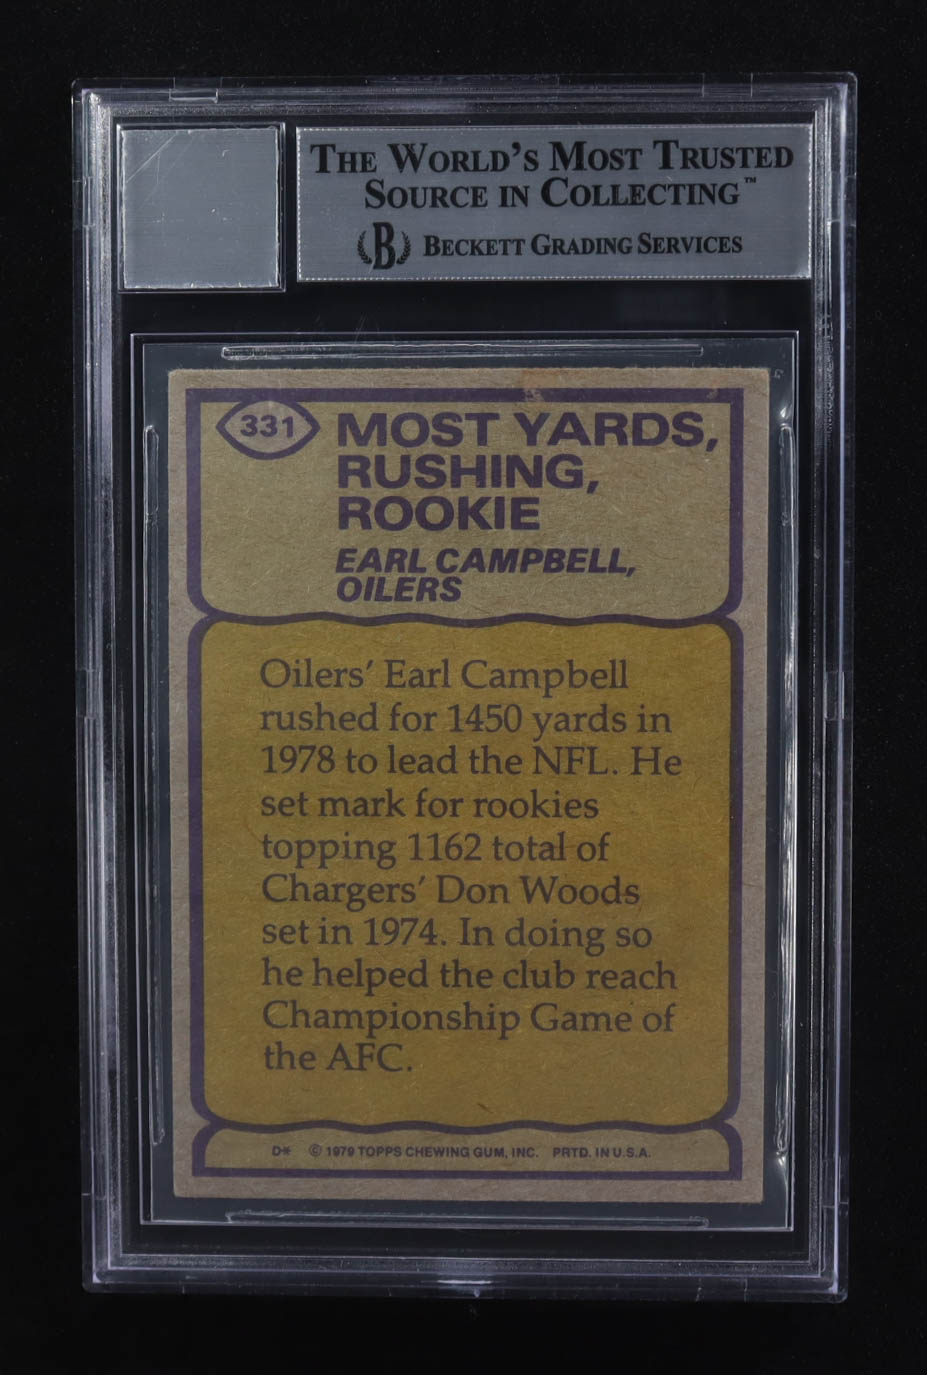 THE WORLD'S MOST TRUSTED
SOURCE IN COLLECTING™
B BECKETT GRADING SERVICES
331
MOST YARDS,
RUSHING,
ROOKIE
EARL CAMPBELL,
OILERS
Oilers' Earl Campbell
rushed for 1450 yards in
1978 to lead the NFL. He
set mark for rookies
topping 1162 total of
Chargers' Don Woods
set in 1974. In doing so
he helped the club reach
Championship Game of
the AFC.
D* © 1979 TOPPS CHEWING GUM, INC. PRTD. IN U.S.A.